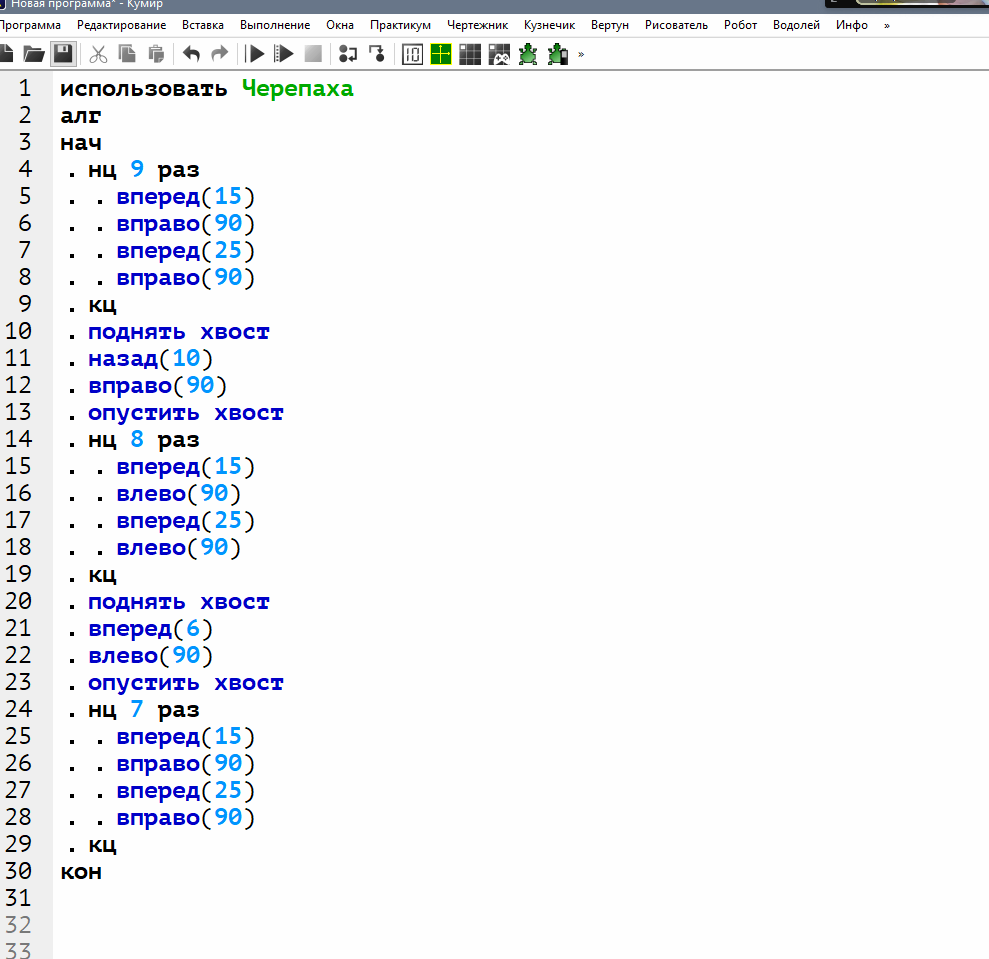 Новая программа* - Кумир
Программа Редактирование Вставка Выполнение Окна Практикум Чертежник Кузнечик Вертун Рисователь Робот Водолей Инфо »
1 использовать Черепаха
2 алг
3 нач
4 . нц 9 раз
5 . . вперед(15)
6 . . вправо(90)
7 . . вперед(25)
8 . . вправо(90)
9 . кц
10 . поднять хвост
11 . назад(10)
12 . вправо(90)
13 . опустить хвост
14 . нц 8 раз
15 . . вперед(15)
16 . . влево(90)
17 . . вперед(25)
18 . . влево(90)
19 . кц
20 . поднять хвост
21 . вперед(6)
22 . влево(90)
23 . опустить хвост
24 . нц 7 раз
25 . . вперед(15)
26 . . вправо(90)
27 . . вперед(25)
28 . . вправо(90)
29 . кц
30 кон
31
32
33